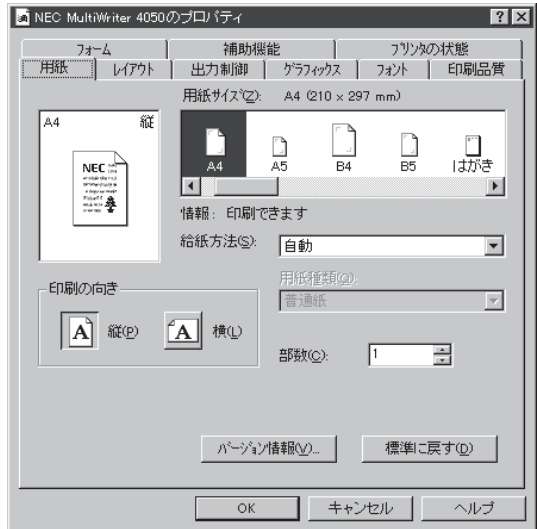 NEC MultiWriter 4050のプロパティ
フォーム 補助機能 プリンタの状態
用紙 レイアウト 出力制御 グラフィックス フォント 印刷品質
用紙サイズ(Z): A4 (210 x 297 mm)
A4 縦
NEC
A4 A5 B4 B5 はがき
情報: 印刷できます
給紙方法(S): 自動
用紙種類(Q):
普通紙
印刷の向き
A 縦(P) A 横(L)
部数(C): 1
バージョン情報(V)... 標準に戻す(D)
OK キャンセル ヘルプ